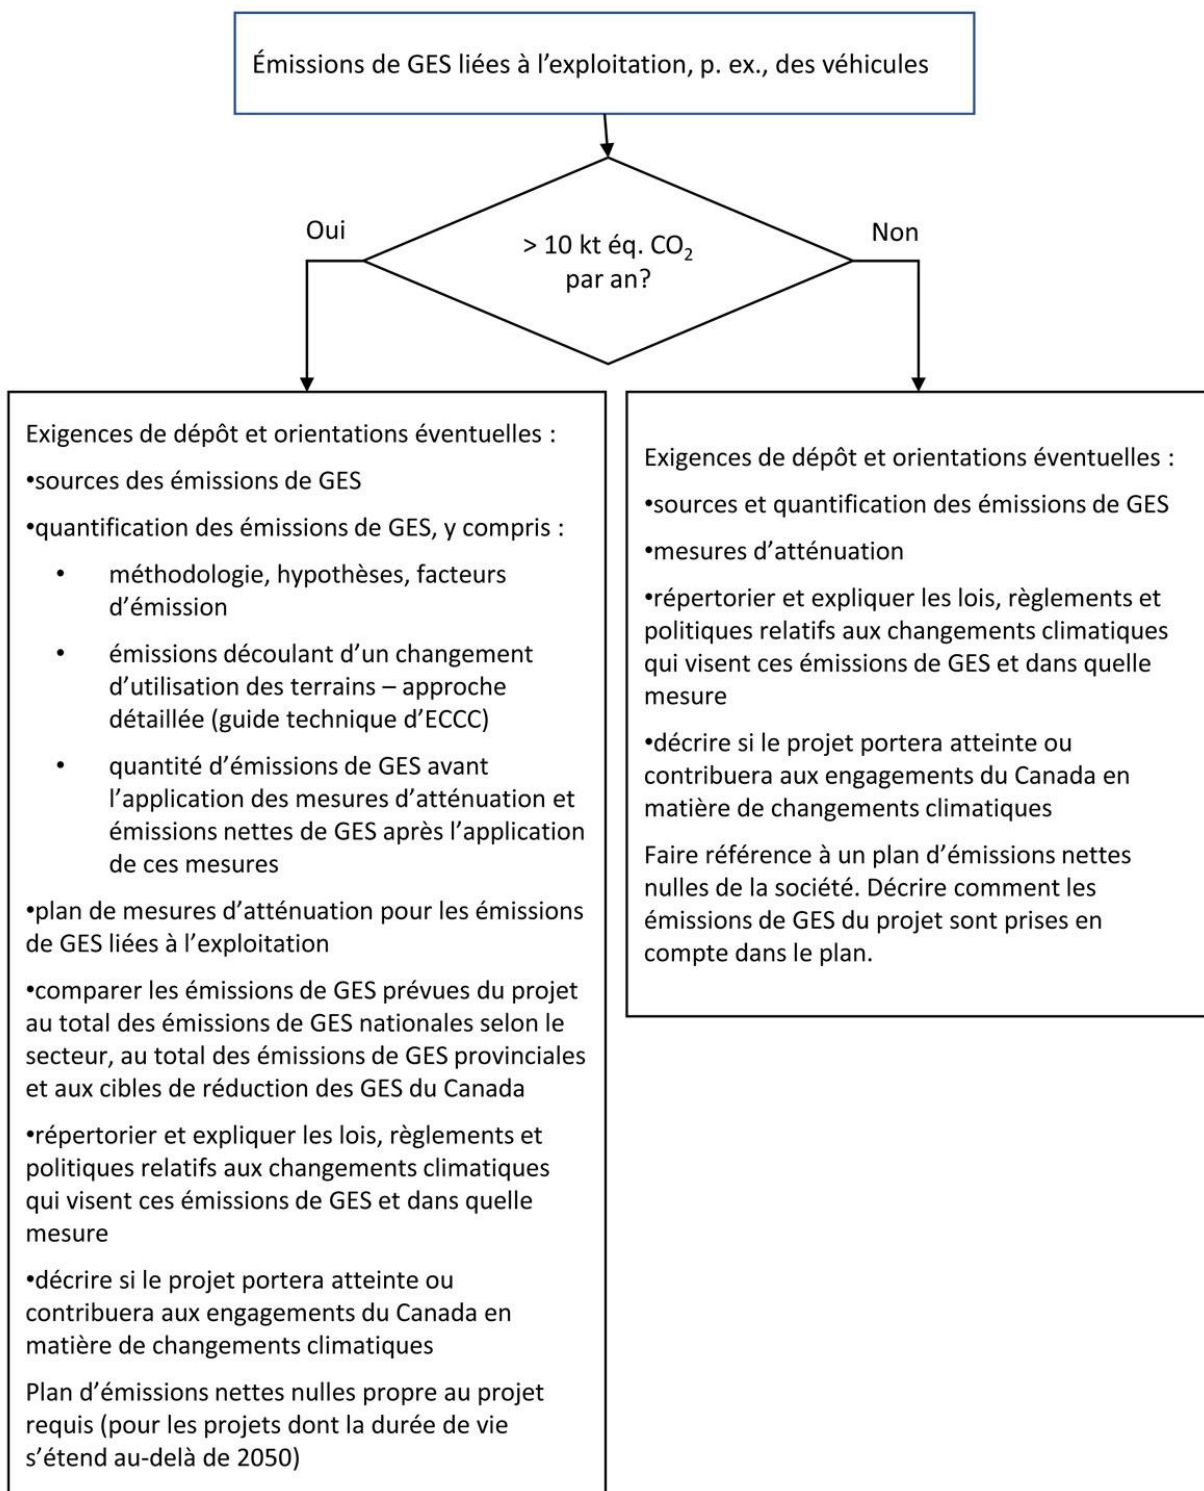 Émissions de GES liées à l’exploitation, p. ex., des véhicules
Oui
> 10 kt éq. CO₂
par an?
Non
Exigences de dépôt et orientations éventuelles :
•sources des émissions de GES
•quantification des émissions de GES, y compris :
• méthodologie, hypothèses, facteurs
d’émission
• émissions découlant d’un changement
d’utilisation des terrains – approche
détaillée (guide technique d’ECCC)
• quantité d’émissions de GES avant
l’application des mesures d’atténuation et
émissions nettes de GES après l’application
de ces mesures
•plan de mesures d’atténuation pour les émissions
de GES liées à l’exploitation
•comparer les émissions de GES prévues du projet
au total des émissions de GES nationales selon le
secteur, au total des émissions de GES provinciales
et aux cibles de réduction des GES du Canada
•répertorier et expliquer les lois, règlements et
politiques relatifs aux changements climatiques
qui visent ces émissions de GES et dans quelle
mesure
•décrire si le projet portera atteinte ou
contribuera aux engagements du Canada en
matière de changements climatiques
Plan d’émissions nettes nulles propre au projet
requis (pour les projets dont la durée de vie
s’étend au-delà de 2050)
Exigences de dépôt et orientations éventuelles :
•sources et quantification des émissions de GES
•mesures d’atténuation
•répertorier et expliquer les lois, règlements et
politiques relatifs aux changements climatiques
qui visent ces émissions de GES et dans quelle
mesure
•décrire si le projet portera atteinte ou
contribuera aux engagements du Canada en
matière de changements climatiques
Faire référence à un plan d’émissions nettes
nulles de la société. Décrire comment les
émissions de GES du projet sont prises en
compte dans le plan.